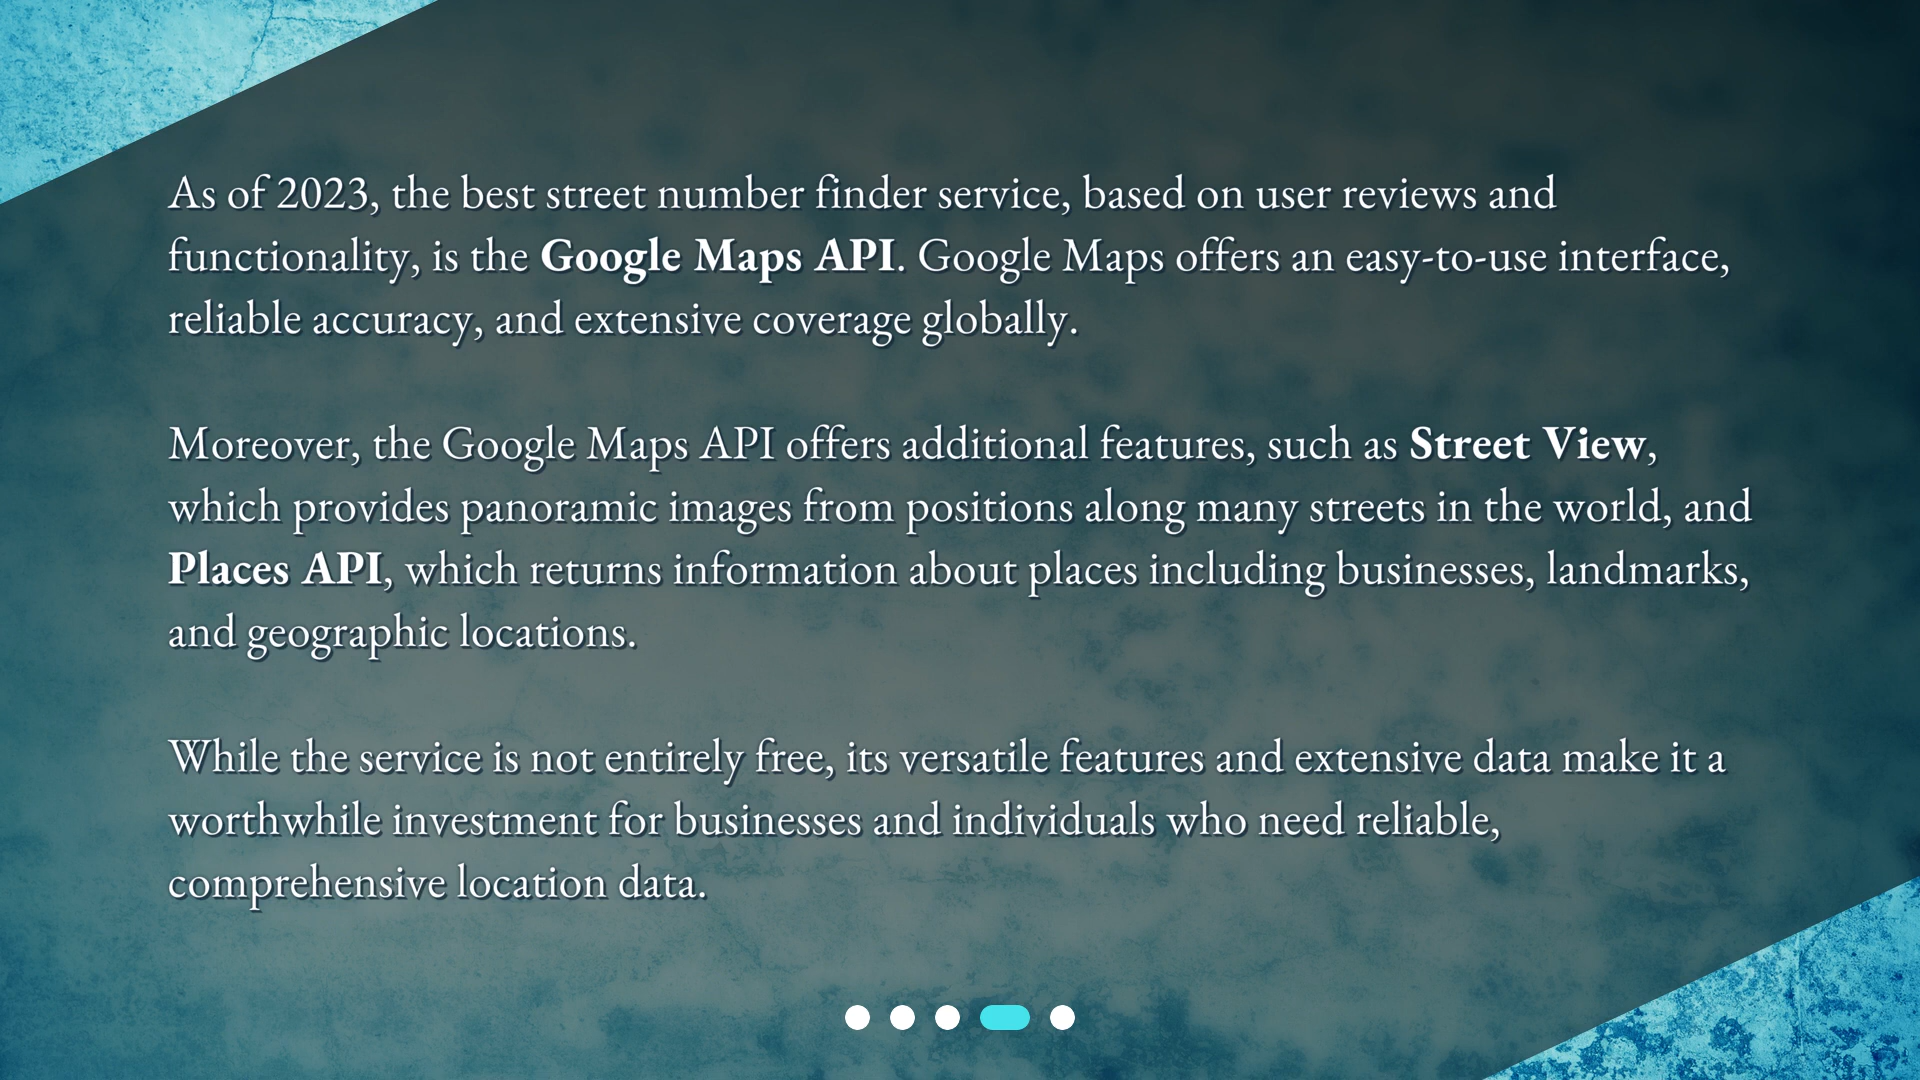 As of 2023, the best street number finder service, based on user reviews and
functionality, is the Google Maps API. Google Maps offers an easy-to-use interface,
reliable accuracy, and extensive coverage globally.
Moreover, the Google Maps API offers additional features, such as Street View,
which provides panoramic images from positions along many streets in the world, and
Places API, which returns information about places including businesses, landmarks,
and geographic locations.
While the service is not entirely free, its versatile features and extensive data make it a
worthwhile investment for businesses and individuals who need reliable,
comprehensive location data.